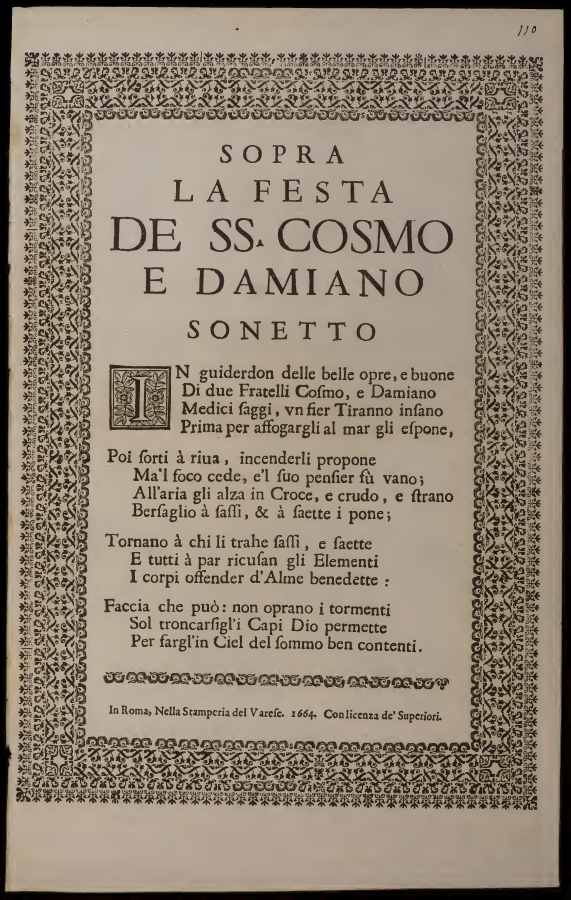 110
SOPRA
LA FESTA
DE SS. COSMO
E DAMIANO
SONETTO
IN guiderdon delle belle opre, e buone
Di due Fratelli Coſmo, e Damiano
Medici ſaggi, vn fier Tiranno inſano
Prima per affogargli al mar gli eſpone,
Poi ſorti à riua, incenderli propone
Ma'l foco cede, e'l ſuo penſier fù vano;
All'aria gli alza in Croce, e crudo, e ſtrano
Berſaglio à ſaſſi, & à ſaette i pone;
Tornano à chi li trahe ſaſſi, e ſaette
E tutti à par ricuſan gli Elementi
I corpi offender d'Alme benedette :
Faccia che può: non oprano i tormenti
Sol troncarſigl'i Capi Dio permette
Per fargl'in Ciel del ſommo ben contenti.
In Roma, Nella Stamperia del Vareſe. 1664. Con licenza de' Superiori.